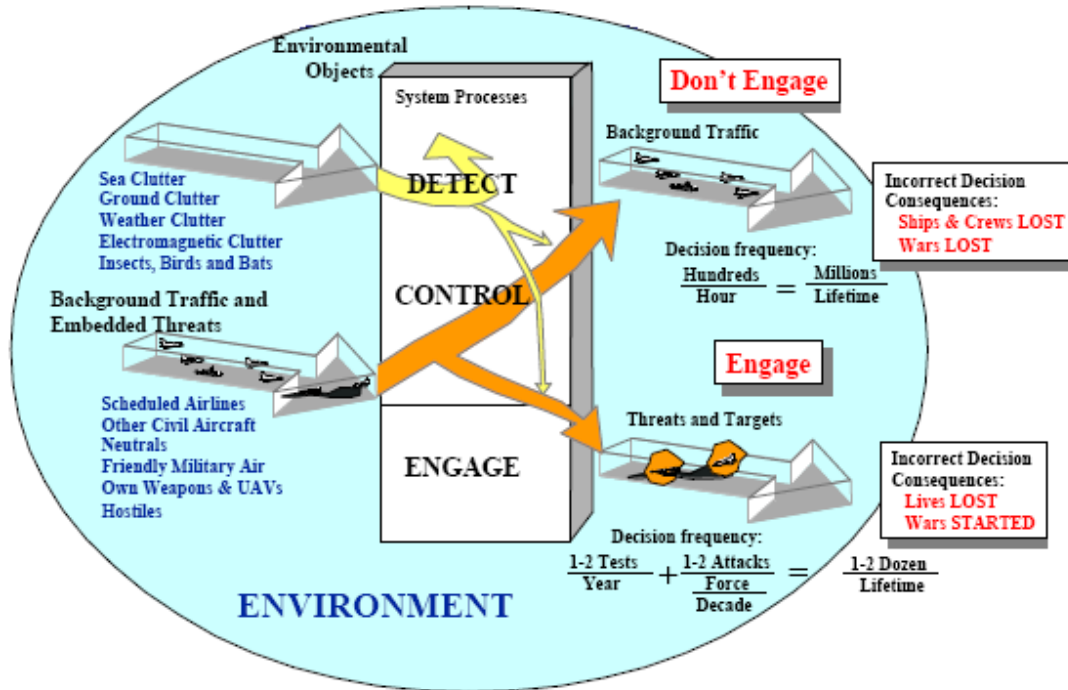 Environmental
Objects
System Processes
DETECT
CONTROL
ENGAGE
Sea Clutter
Ground Clutter
Weather Clutter
Electromagnetic Clutter
Insects, Birds and Bats
Background Traffic and
Embedded Threats
Scheduled Airlines
Other Civil Aircraft
Neutrals
Friendly Military Air
Own Weapons & UAVs
Hostiles
Don't Engage
Background Traffic
Decision frequency:
Hundreds
Hour
=
Millions
Lifetime
Incorrect Decision
Consequences:
Ships & Crews LOST
Wars LOST
Engage
Threats and Targets
Incorrect Decision
Consequences:
Lives LOST
Wars STARTED
Decision frequency:
1-2 Tests
Year
+
1-2 Attacks
Force
Decade
=
1-2 Dozen
Lifetime
ENVIRONMENT